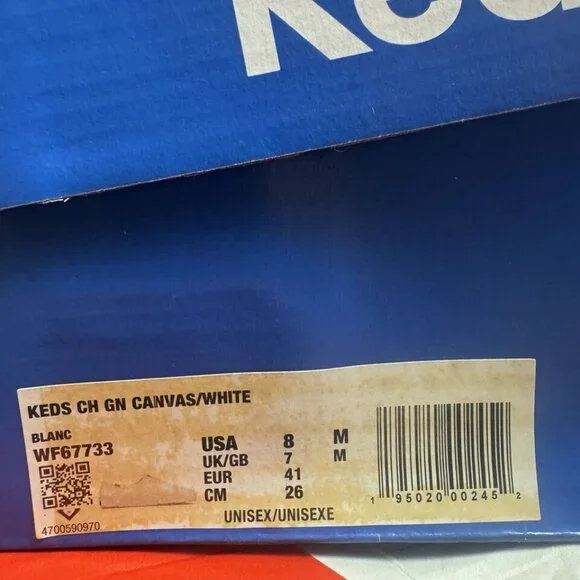 Ked
KEDS CH GN CANVAS/WHITE
BLANC
WF67733
USA 8 M
UK/GB 7 M
EUR 41
CM 26
4700590970
UNISEX/UNISEXE
1 95020 00245 2